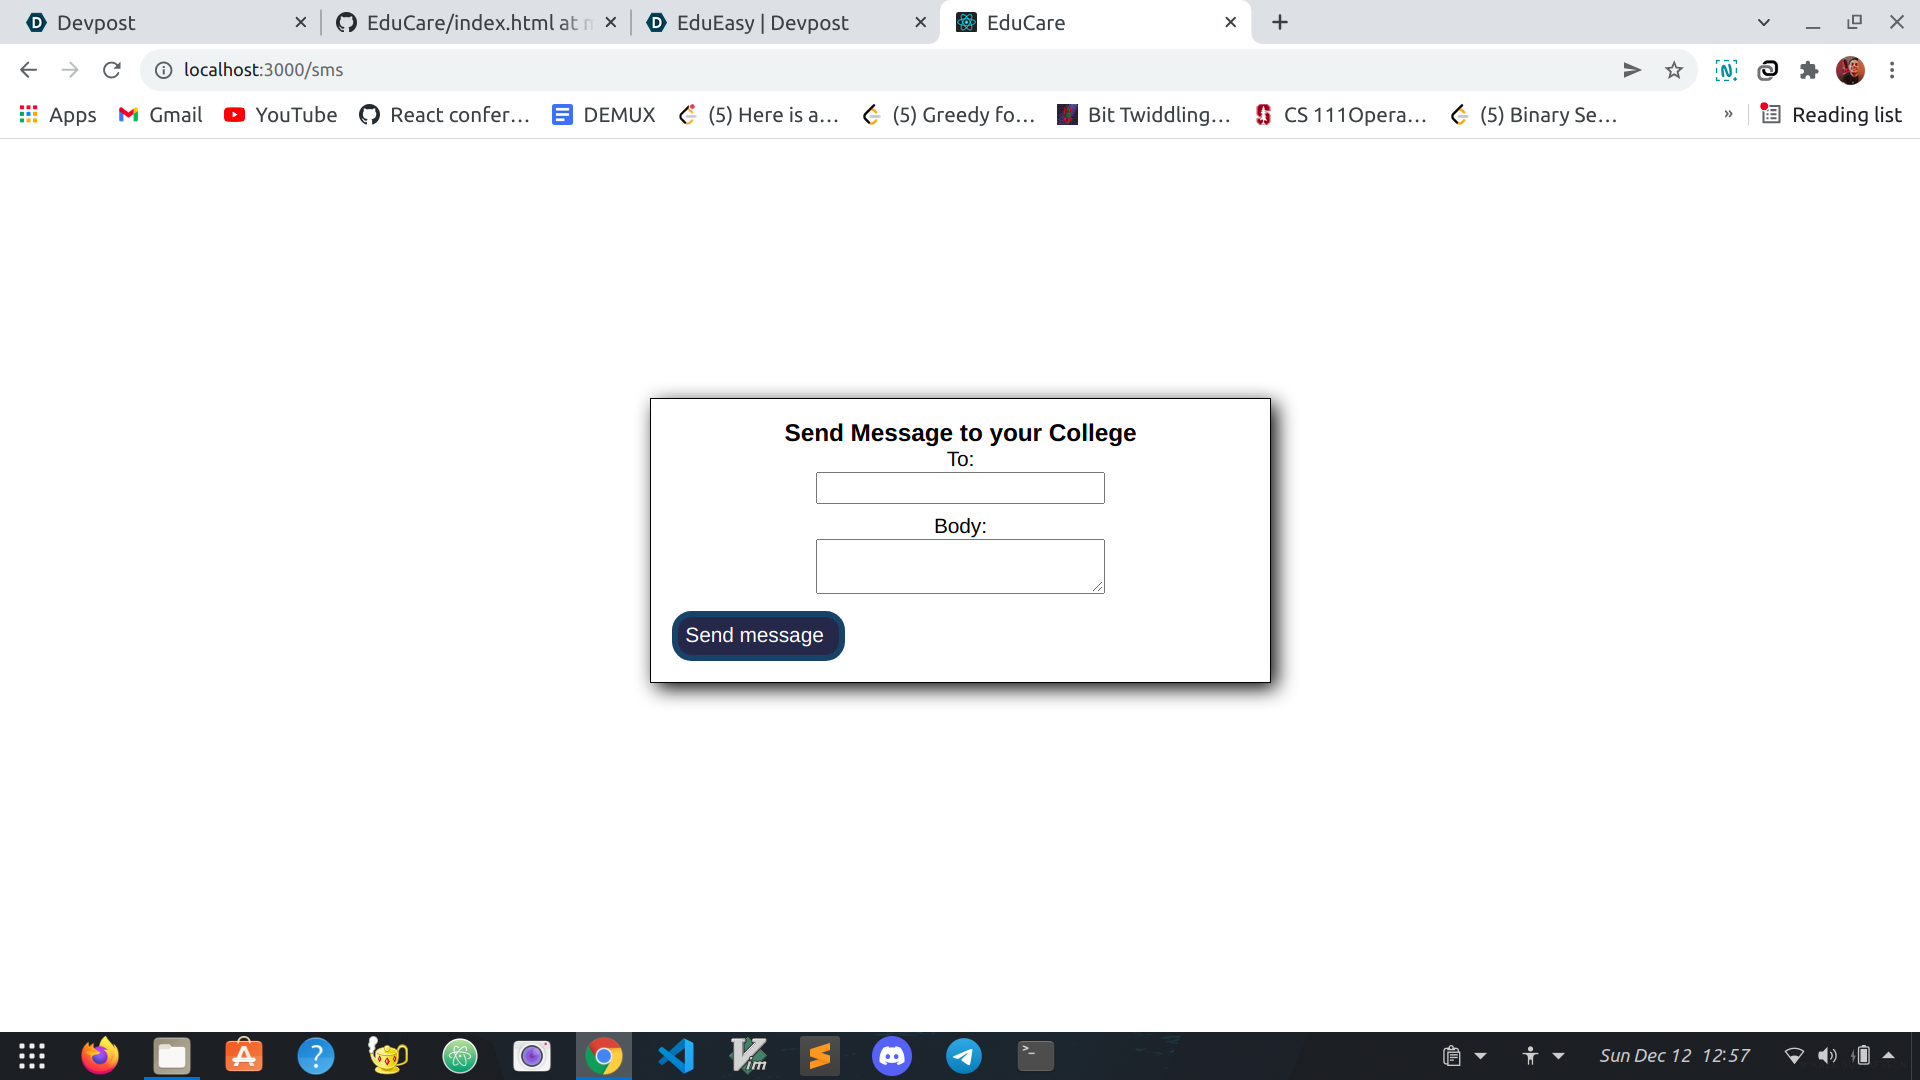 Devpost
EduCare/index.html at m
EduEasy | Devpost
EduCare
localhost:3000/sms
Apps
Gmail
YouTube
React confer…
DEMUX
(5) Here is a…
(5) Greedy fo…
Bit Twiddling…
CS 111Opera…
(5) Binary Se…
»
Reading list
Send Message to your College
To:
Body:
Send message
Sun Dec 12 12:57